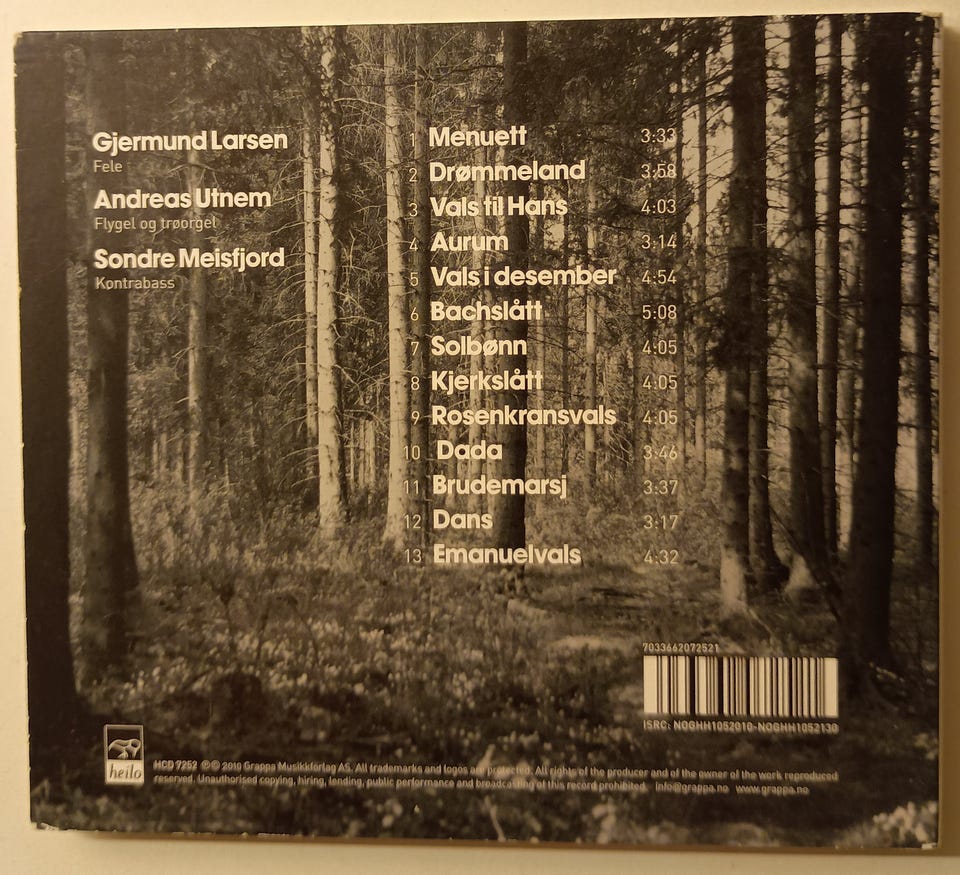 Gjermund Larsen
Fele
Andreas Utnem
Flygel og trøorgel
Sondre Meisfjord
Kontrabass
1 Menuett 3:33
2 Drømmeland 3:58
3 Vals til Hans 4:03
4 Aurum 3:14
5 Vals i desember 4:54
6 Bachslått 5:08
7 Solbønn 4:05
8 Kjerkslått 4:05
9 Rosenkransvals 4:05
10 Dada 3:46
11 Brudemarsj 3:37
12 Dans 3:17
13 Emanuelvals 4:32
7033662072521
ISRC: NOGHH1052010-NOGHH1052130
heilo
HCD 7252 ℗© 2010 Grappa Musikkforlag AS. All trademarks and logos are protected. All rights of the producer and of the owner of the work reproduced
reserved. Unauthorised copying, hiring, lending, public performance and broadcasting of this record prohibited. info@grappa.no www.grappa.no